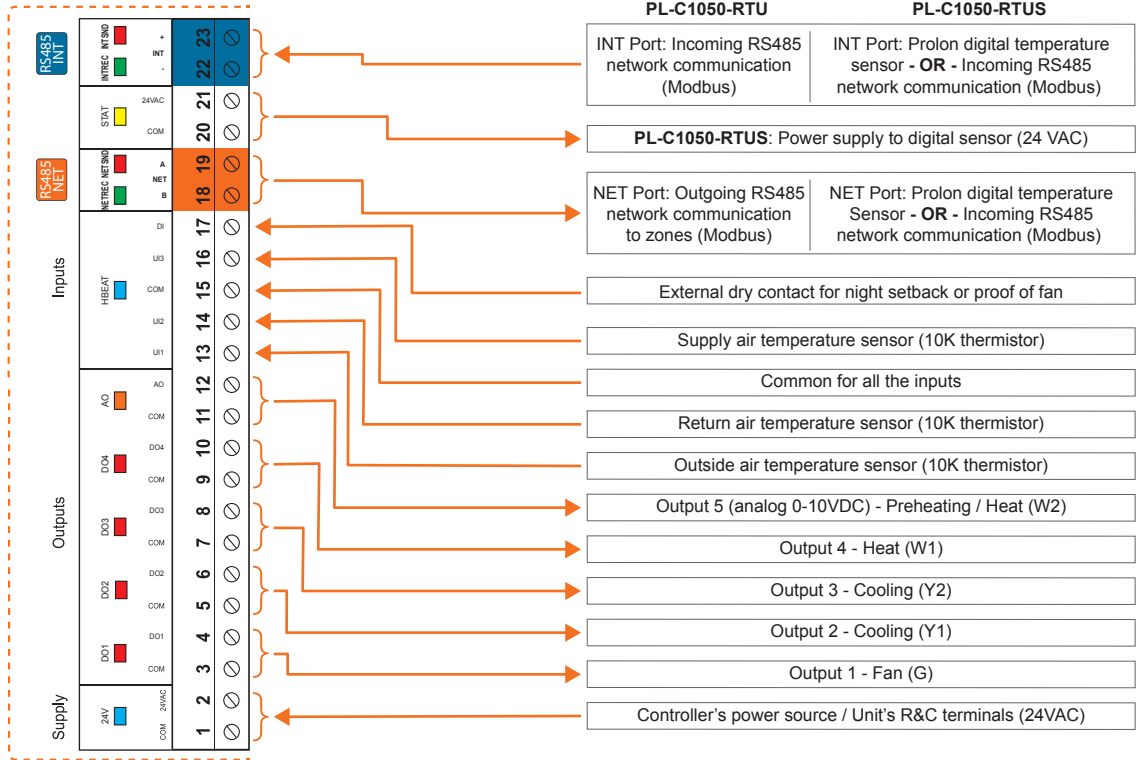 PL-C1050-RTU
PL-C1050-RTUS
RS485
INT
INTREC INTSND
+
INT
-
23
22
INT Port: Incoming RS485
network communication
(Modbus)
INT Port: Prolon digital temperature
sensor - OR - Incoming RS485
network communication (Modbus)
STAT
24VAC
COM
21
20
PL-C1050-RTUS: Power supply to digital sensor (24 VAC)
RS485
NET
NETREC NETSND
A
NET
B
19
18
NET Port: Outgoing RS485
network communication
to zones (Modbus)
NET Port: Prolon digital temperature
Sensor - OR - Incoming RS485
network communication (Modbus)
Inputs
HBEAT
DI
17
External dry contact for night setback or proof of fan
UI3
16
Supply air temperature sensor (10K thermistor)
COM
15
Common for all the inputs
UI2
14
Return air temperature sensor (10K thermistor)
UI1
13
Outside air temperature sensor (10K thermistor)
Outputs
AO
AO
12
COM
11
Output 5 (analog 0-10VDC) - Preheating / Heat (W2)
DO4
DO4
10
COM
9
Output 4 - Heat (W1)
DO3
DO3
8
COM
7
Output 3 - Cooling (Y2)
DO2
DO2
6
COM
5
Output 2 - Cooling (Y1)
DO1
DO1
4
COM
3
Output 1 - Fan (G)
Supply
24V
24VAC
2
COM
1
Controller's power source / Unit's R&C terminals (24VAC)